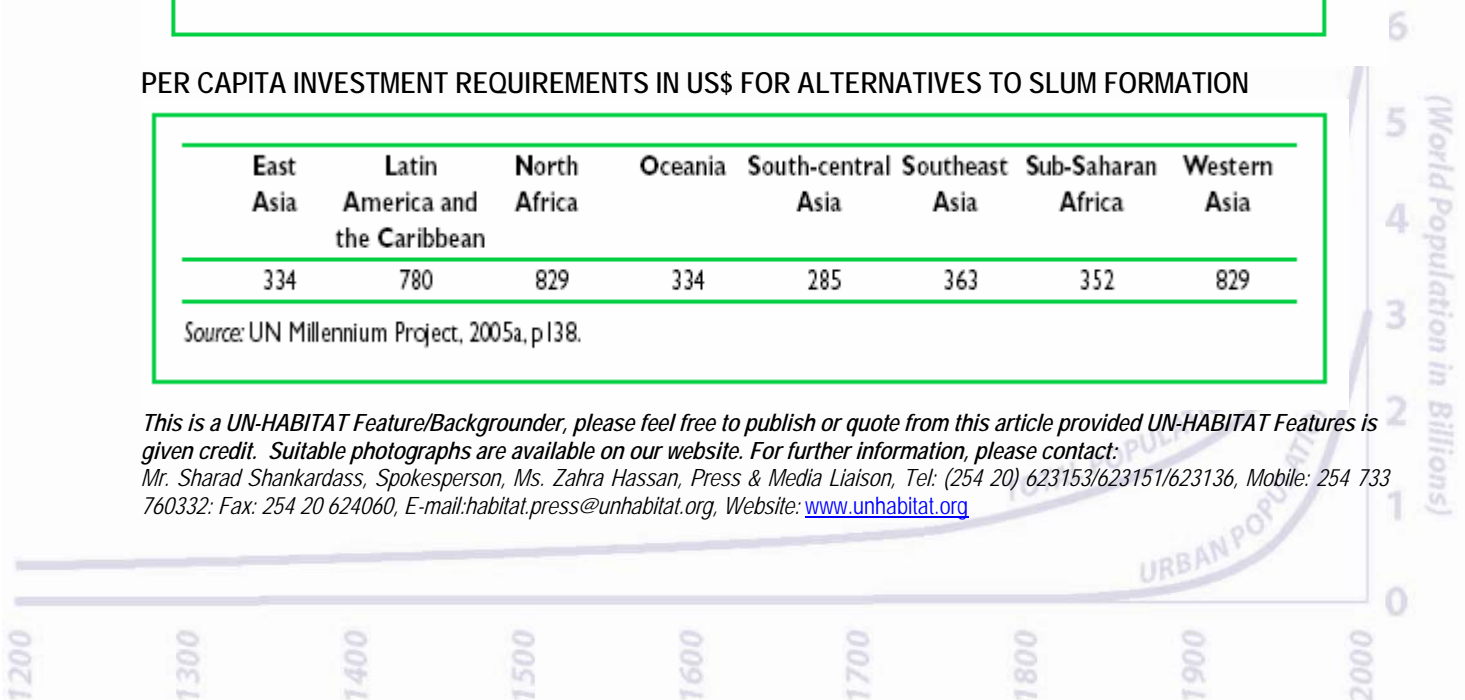 PER CAPITA INVESTMENT REQUIREMENTS IN US$ FOR ALTERNATIVES TO SLUM FORMATION
East Latin North Oceania South-central Southeast Sub-Saharan Western
Asia America and Africa Asia Asia Africa Asia
the Caribbean
334 780 829 334 285 363 352 829
Source: UN Millennium Project, 2005a, p138.
This is a UN-HABITAT Feature/Backgrounder, please feel free to publish or quote from this article provided UN-HABITAT Features is
given credit. Suitable photographs are available on our website. For further information, please contact:
Mr. Sharad Shankardass, Spokesperson, Ms. Zahra Hassan, Press & Media Liaison, Tel: (254 20) 623153/623151/623136, Mobile: 254 733
760332: Fax: 254 20 624060, E-mail:habitat.press@unhabitat.org, Website: www.unhabitat.org
6
5
4
3
2
1
0
(World Population in Billions)
URBAN
1200 1300 1400 1500 1600 1700 1800 1900 2000